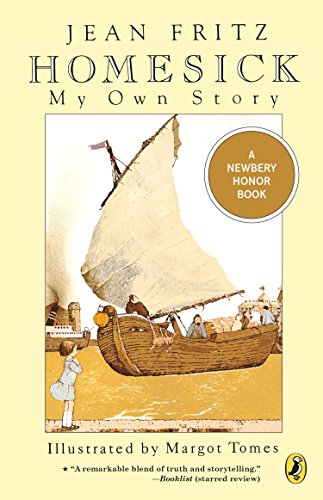 JEAN FRITZ
HOMESICK
My Own Story
A
NEWBERY
HONOR
BOOK
Illustrated by Margot Tomes
★ "A remarkable blend of truth and storytelling."
—Booklist (starred review)